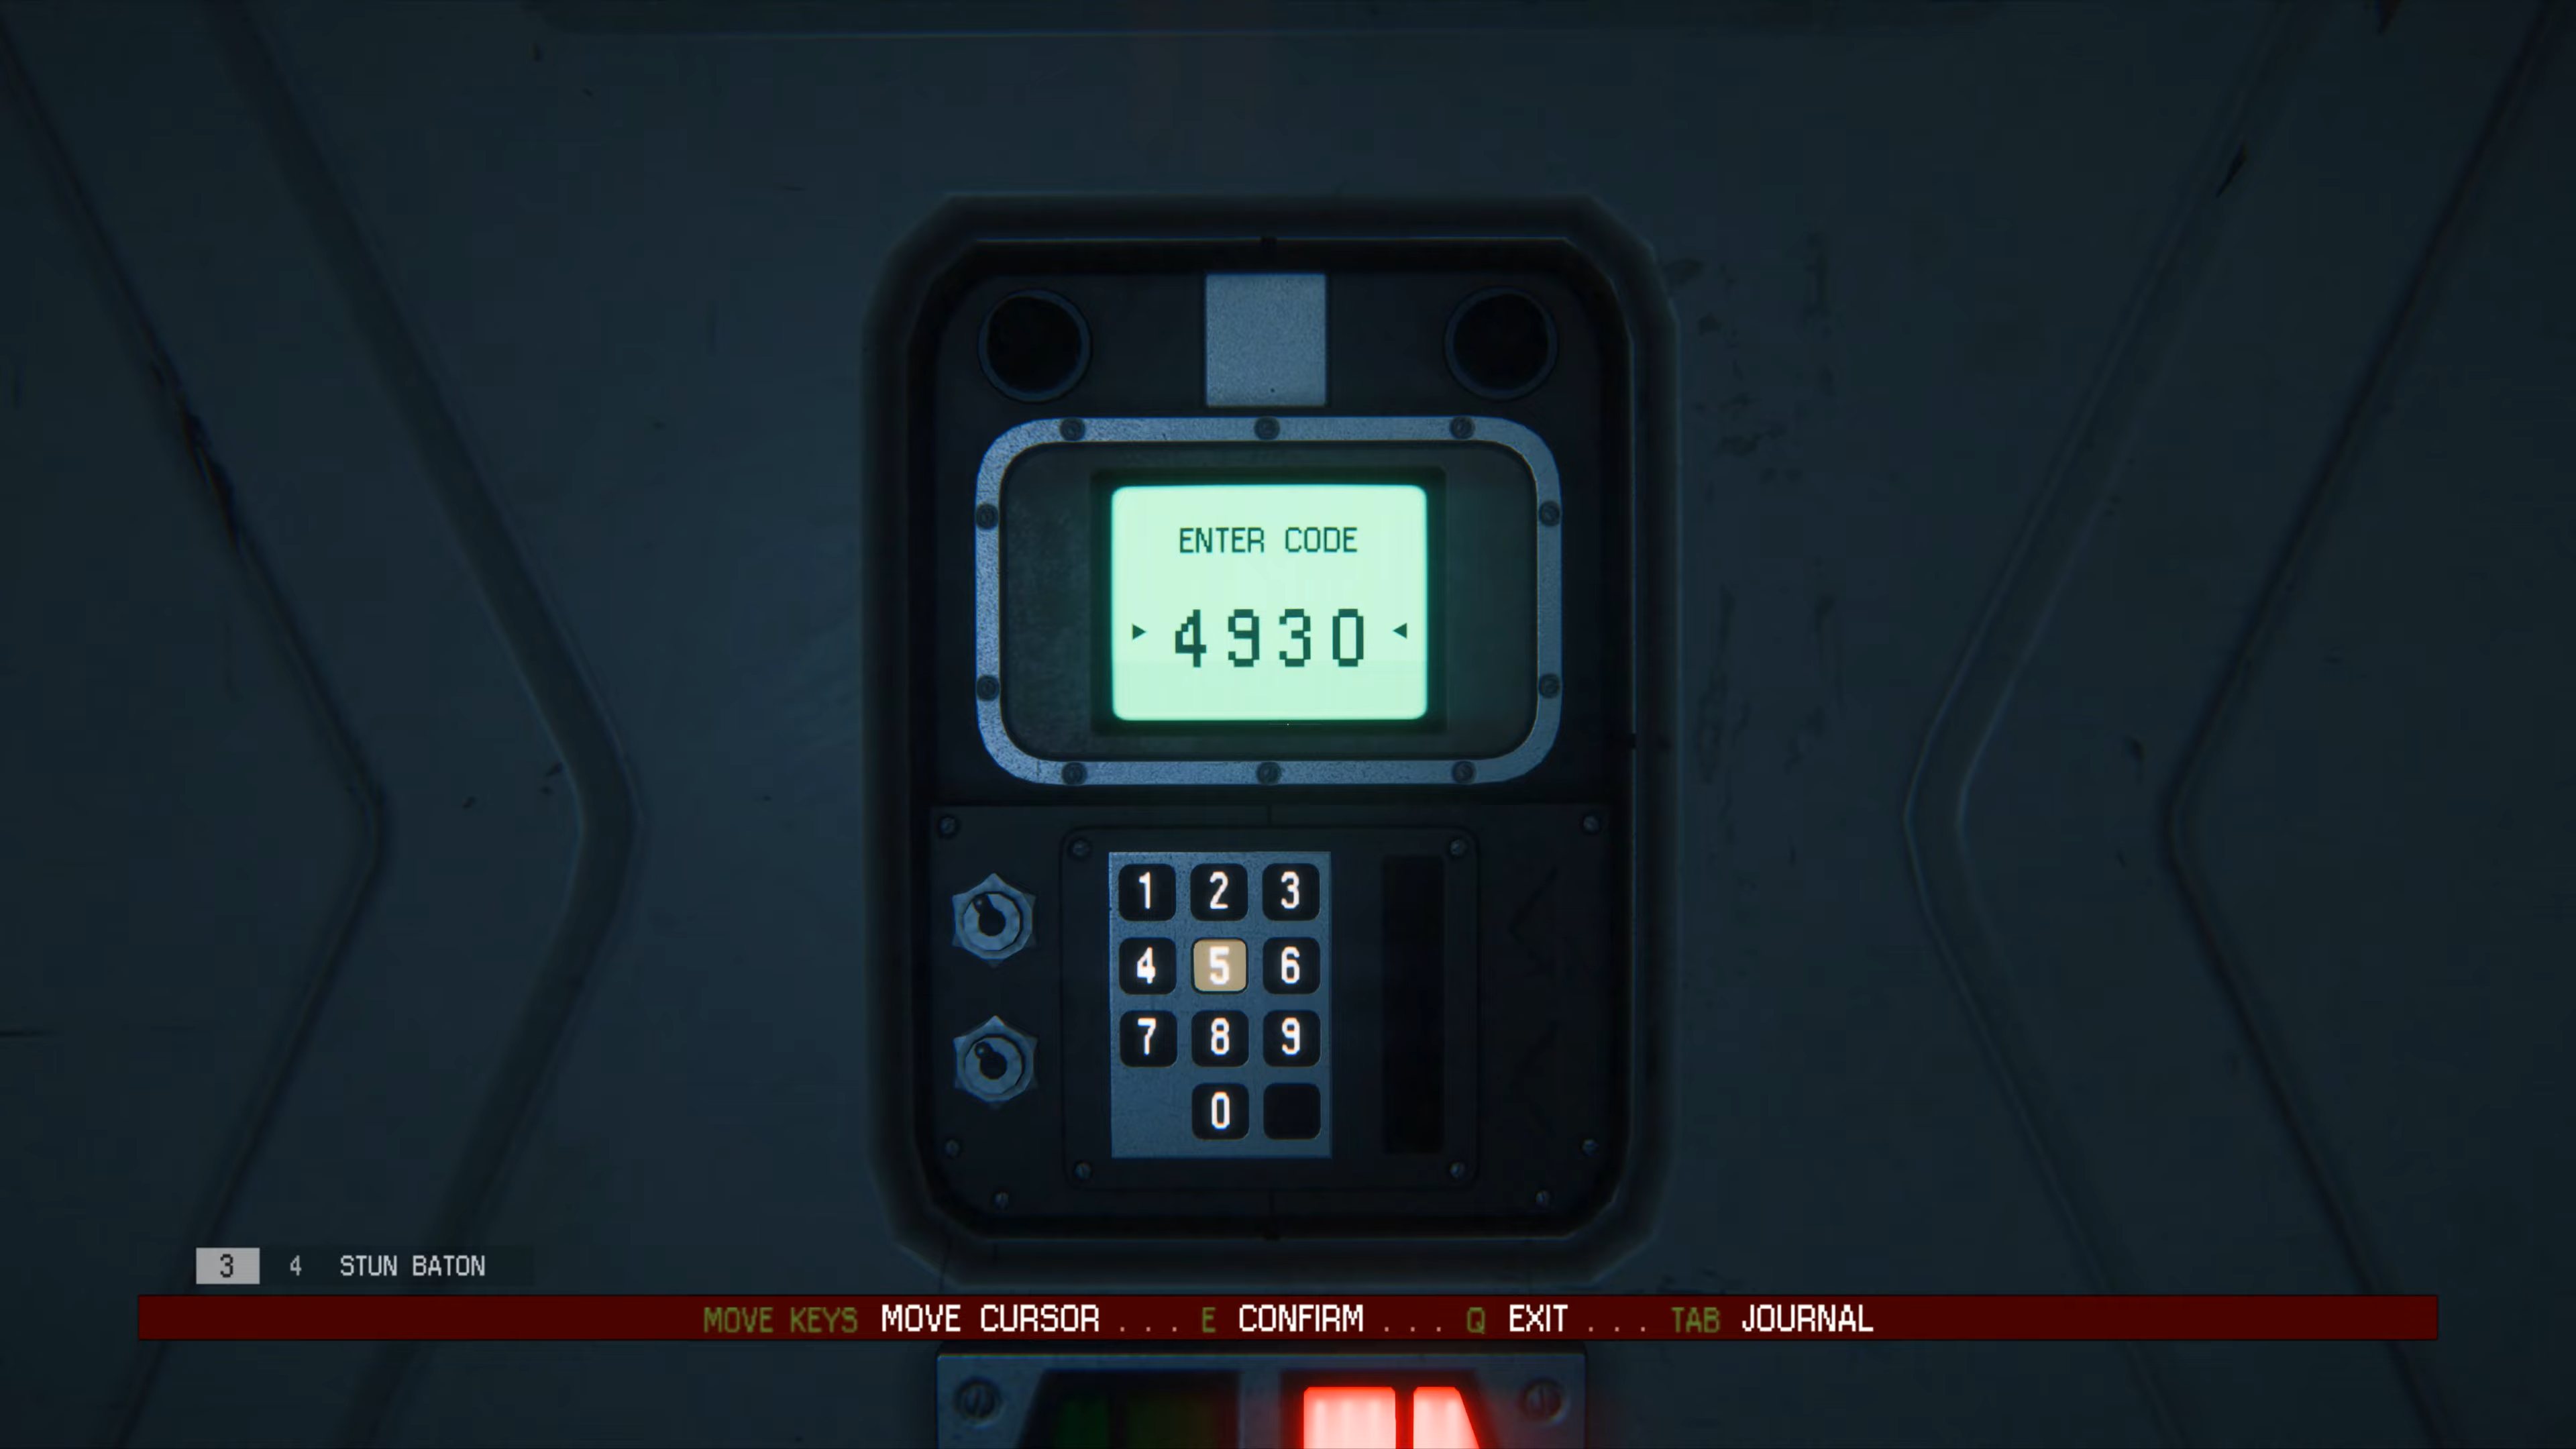 ENTER CODE
▶ 4930 ◀
1 2 3
4 5 6
7 8 9
0
3 4 STUN BATON
MOVE KEYS MOVE CURSOR . . . E CONFIRM . . . Q EXIT . . . TAB JOURNAL